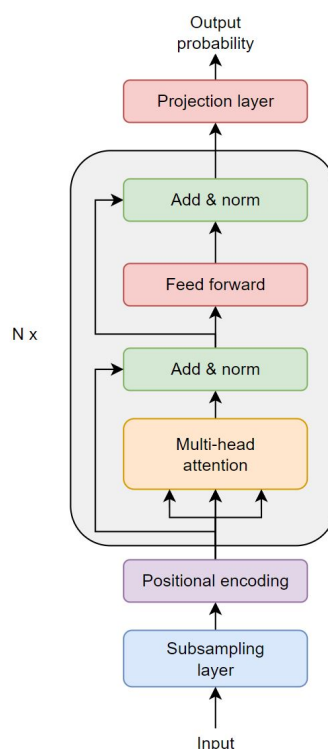 Output
probability
Projection layer
Add & norm
Feed forward
N x
Add & norm
Multi-head
attention
Positional encoding
Subsampling
layer
Input